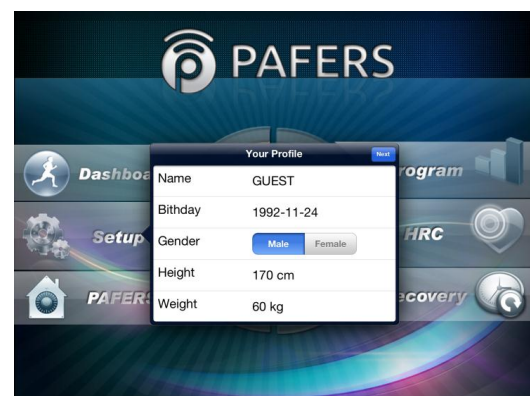 PAFERS
Your Profile
Next
Name GUEST
Bithday 1992-11-24
Gender Male Female
Height 170 cm
Weight 60 kg
Dashboa
Setup
PAFERS
rogram
HRC
ecovery